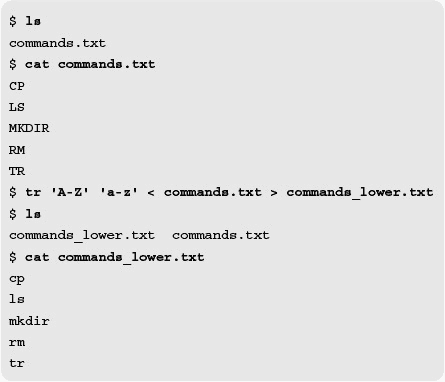 $ ls
commands.txt
$ cat commands.txt
CP
LS
MKDIR
RM
TR
$ tr 'A-Z' 'a-z' < commands.txt > commands_lower.txt
$ ls
commands_lower.txt  commands.txt
$ cat commands_lower.txt
cp
ls
mkdir
rm
tr